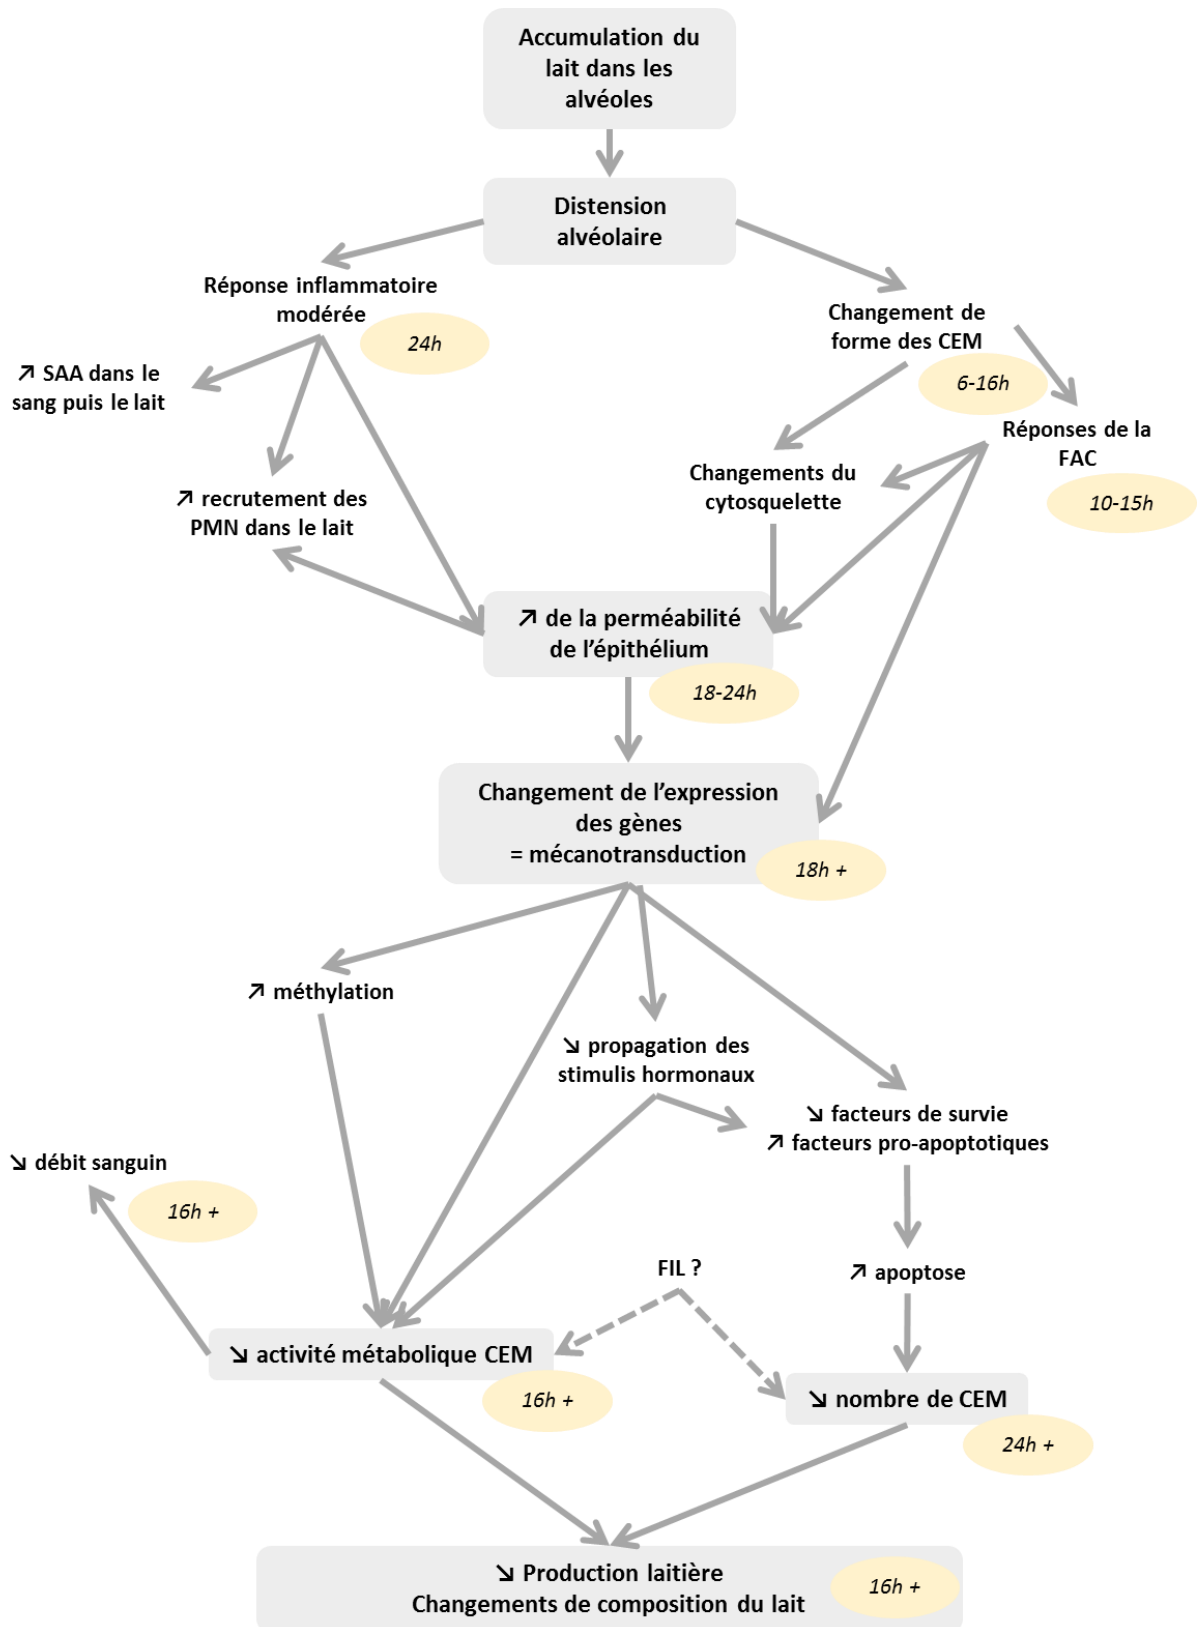 Accumulation du
lait dans les
alvéoles
Distension
alvéolaire
Réponse inflammatoire
modérée
24h
↗ SAA dans le
sang puis le lait
↗ recrutement des
PMN dans le lait
Changement de
forme des CEM
6-16h
Réponses de la
FAC
10-15h
Changements du
cytosquelette
↗ de la perméabilité
de l’épithélium
18-24h
Changement de l’expression
des gènes
= mécanotransduction
18h +
↗ méthylation
↘ propagation des
stimulis hormonaux
↘ facteurs de survie
↗ facteurs pro-apoptotiques
↘ débit sanguin
16h +
FIL ?
↗ apoptose
↘ activité métabolique CEM
16h +
↘ nombre de CEM
24h +
↘ Production laitière
Changements de composition du lait
16h +